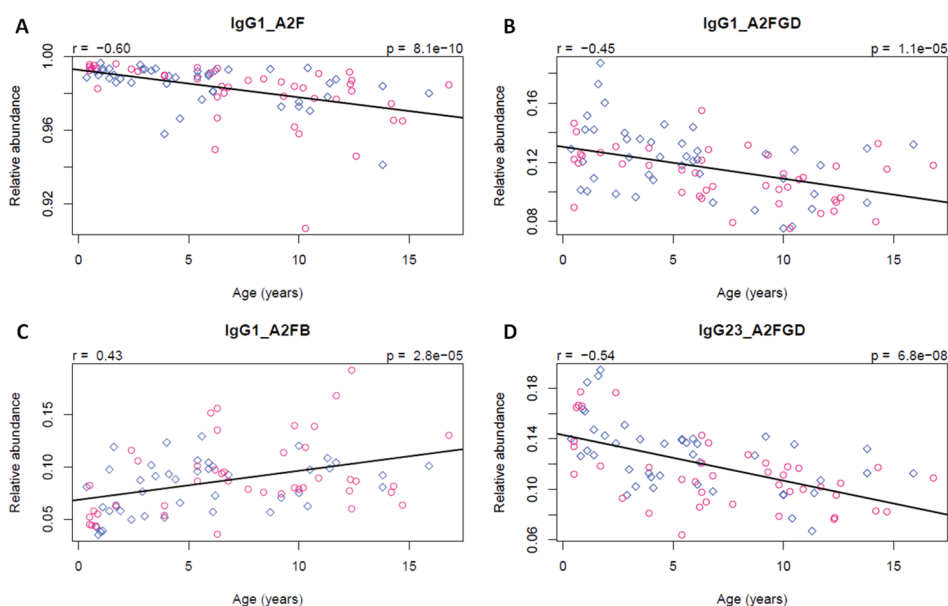 A
IgG1_A2F
r = −0.60
p = 8.1e-10
Relative abundance
1.00
0.96
0.92
0
5
10
15
Age (years)
B
IgG1_A2FGD
r = −0.45
p = 1.1e-05
Relative abundance
0.16
0.12
0.08
0
5
10
15
Age (years)
C
IgG1_A2FB
r = 0.43
p = 2.8e-05
Relative abundance
0.15
0.10
0.05
0
5
10
15
Age (years)
D
IgG23_A2FGD
r = −0.54
p = 6.8e-08
Relative abundance
0.18
0.14
0.10
0.06
0
5
10
15
Age (years)